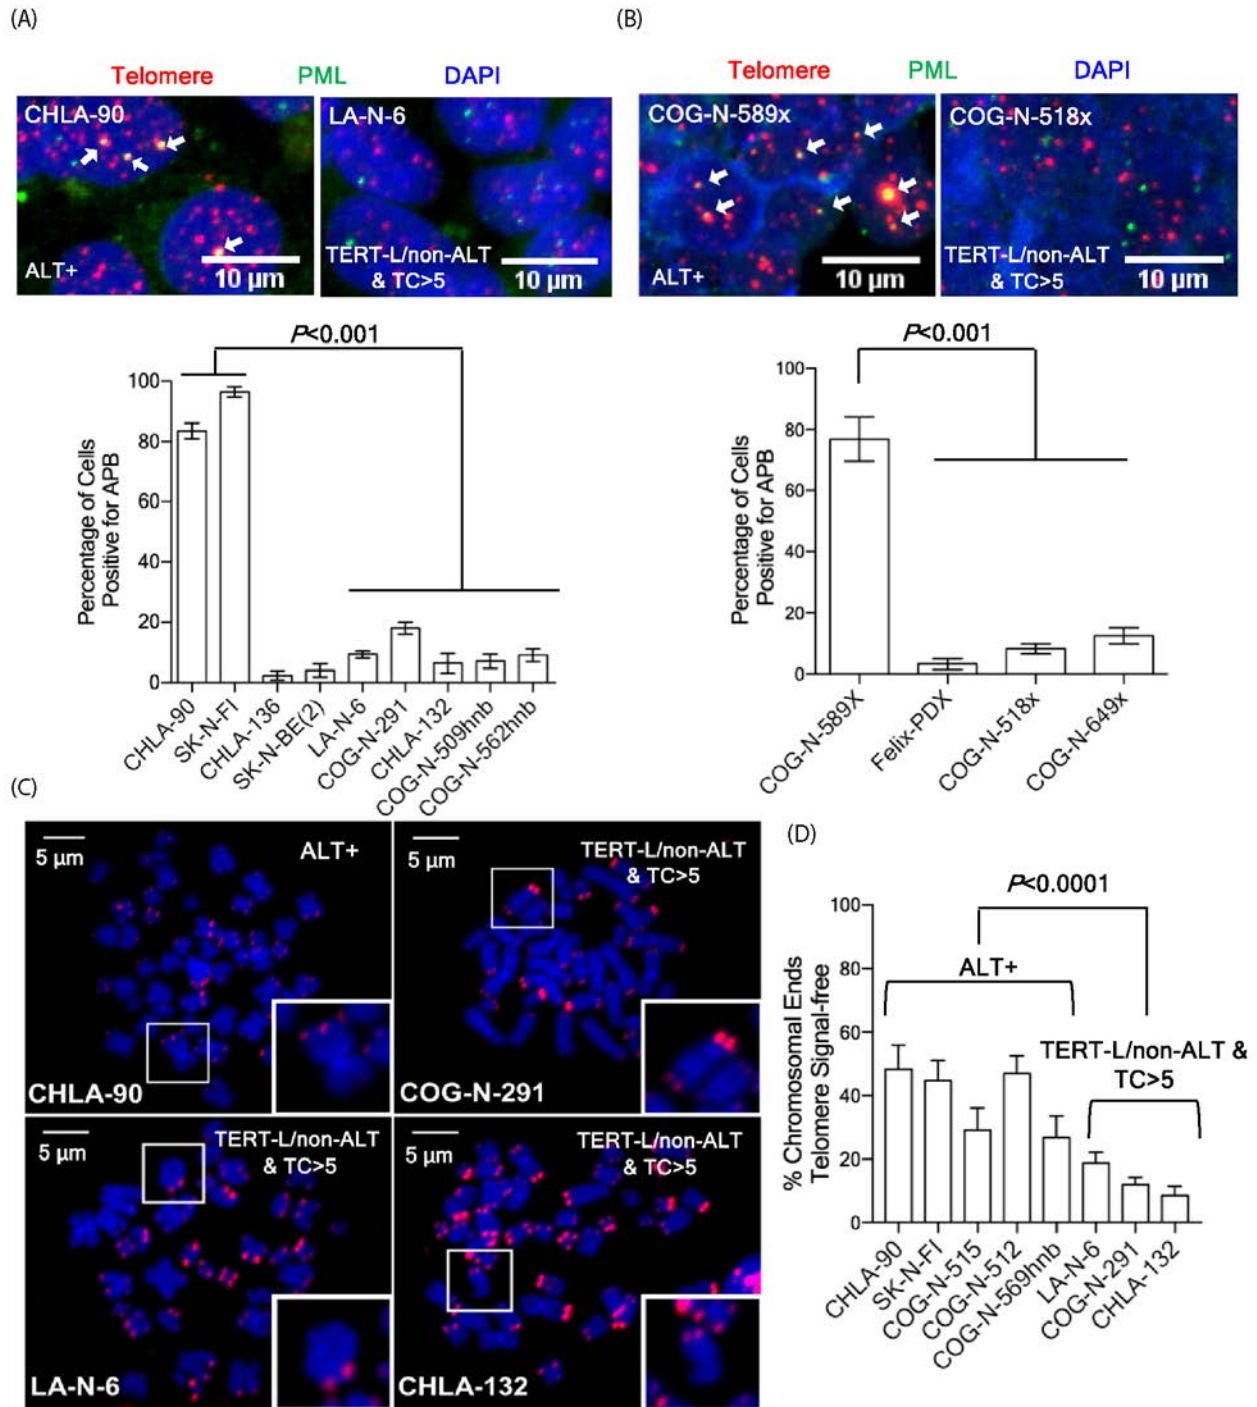 (A)
Telomere PML DAPI
CHLA-90
ALT+
10 µm
LA-N-6
TERT-L/non-ALT
& TC>5
10 µm
P<0.001
Percentage of Cells
Positive for APB
100
80
60
40
20
0
CHLA-90
SK-N-FI
CHLA-136
SK-N-BE(2)
LA-N-6
COG-N-291
CHLA-132
COG-N-509hnb
COG-N-562hnb
(B)
Telomere PML DAPI
COG-N-589x
ALT+
10 µm
COG-N-518x
TERT-L/non-ALT
& TC>5
10 µm
P<0.001
Percentage of Cells
Positive for APB
100
80
60
40
20
0
COG-N-589X
Felix-PDX
COG-N-518x
COG-N-649x
(C)
5 µm
ALT+
CHLA-90
5 µm
TERT-L/non-ALT
& TC>5
COG-N-291
5 µm
TERT-L/non-ALT
& TC>5
LA-N-6
5 µm
TERT-L/non-ALT
& TC>5
CHLA-132
(D)
P<0.0001
ALT+
TERT-L/non-ALT &
TC>5
% Chromosomal Ends
Telomere Signal-free
100
80
60
40
20
0
CHLA-90
SK-N-FI
COG-N-515
COG-N-512
COG-N-569hnb
LA-N-6
COG-N-291
CHLA-132